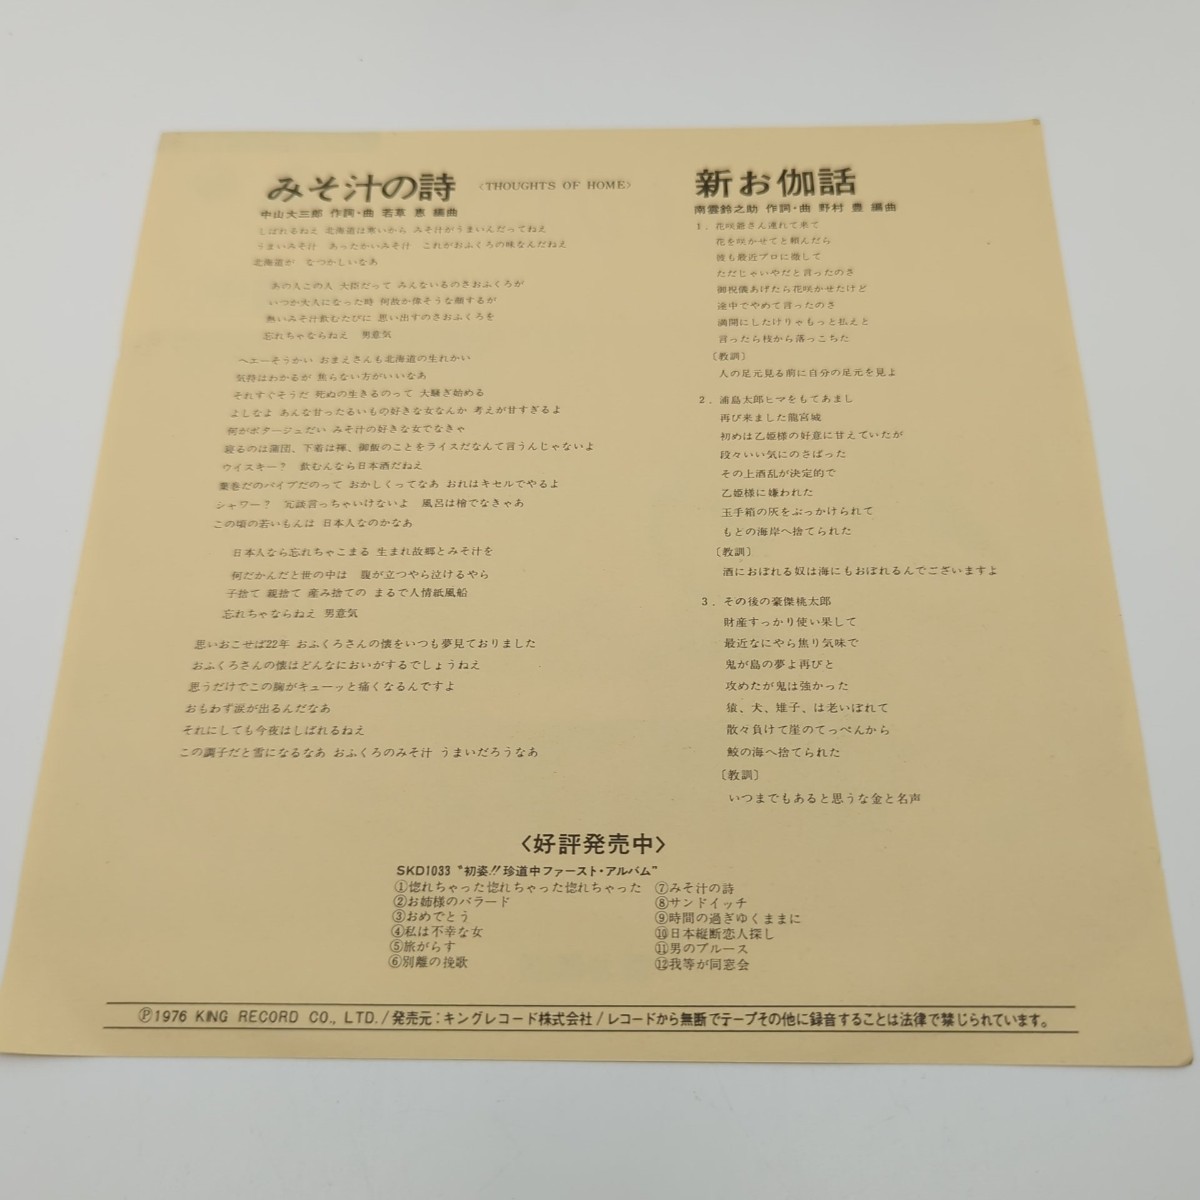 みそ汁の詩 〈THOUGHTS OF HOME〉
中山大三郎 作詞・曲 若草 恵 編曲
しばれるねえ 北海道は寒いから みそ汁がうまいんだってねえ
うまいみそ汁 あったかいみそ汁 これがおふくろの味なんだねえ
北海道が なつかしいなあ
あの人この人 大臣だって みんないるのさおふくろが
いつか大人になった時 何故か偉そうな顔するが
熱いみそ汁飲むたびに 思い出すのさおふくろを
忘れちゃならねえ 男意気
ヘエーそうかい おまえさんも北海道の生れかい
気持はわかるが 焦らない方がいいなあ
それすぐそうだ 死ぬの生きるのって 大騒ぎ始める
よしなよ あんな甘ったるいもの好きな女なんか 考えが甘すぎるよ
何がポタージュだい みそ汁の好きな女でなきゃ
寝るのは蒲団、下着は褌、御飯のことをライスだなんて言うんじゃないよ
ウイスキー? 飲むんなら日本酒だねえ
葉巻だのパイプだのって おかしくってなあ おれはキセルでやるよ
シャワー? 冗談言っちゃいけないよ 風呂は檜でなきゃあ
この頃の若いもんは 日本人なのかなあ
日本人なら忘れちゃこまる 生まれ故郷とみそ汁を
何だかんだと世の中は 腹が立つやら泣けるやら
子捨て 親捨て 産み捨ての まるで人情紙風船
忘れちゃならねえ 男意気
思いおこせば22年 おふくろさんの懐をいつも夢見ておりました
おふくろさんの懐はどんなにおいがするでしょうねえ
思うだけでこの胸がキューッと痛くなるんですよ
おもわず涙が出るんだなあ
それにしても今夜はしばれるねえ
この調子だと雪になるなあ おふくろのみそ汁 うまいだろうなあ
新お伽話
南雲鈴之助 作詞・曲 野村 豊 編曲
1. 花咲爺さん連れて来て
花を咲かせてと頼んだら
彼も最近プロに徹して
ただじゃいやだと言ったのさ
御祝儀あげたら花咲かせたけど
途中でやめて言ったのさ
満開にしたけりゃもっと払えと
言ったら枝から落っこちた
〔教訓〕
人の足元見る前に自分の足元を見よ
2. 浦島太郎ヒマをもてあまし
再び来ました龍宮城
初めは乙姫様の好意に甘えていたが
段々いい気にのさばった
その上酒乱が決定的で
乙姫様に嫌われた
玉手箱の灰をぶっかけられて
もとの海岸へ捨てられた
〔教訓〕
酒におぼれる奴は海にもおぼれるんでございますよ
3. その後の豪傑桃太郎
財産すっかり使い果して
最近なにやら焦り気味で
鬼が島の夢よ再びと
攻めたが鬼は強かった
猿、犬、雉子、は老いぼれて
散々負けて崖のてっぺんから
鮫の海へ捨てられた
〔教訓〕
いつまでもあると思うな金と名声
〈好評発売中〉
SKD1033 "初姿!!珍道中ファースト・アルバム"
①惚れちゃった惚れちゃった惚れちゃった
②お姉様のバラード
③おめでとう
④私は不幸な女
⑤旅がらす
⑥別離の挽歌
⑦みそ汁の詩
⑧サンドイッチ
⑨時間の過ぎゆくままに
⑩日本縦断恋人探し
⑪男のブルース
⑫我等が同窓会
Ⓟ1976 KING RECORD CO., LTD./発売元:キングレコード株式会社/レコードから無断でテープその他に録音することは法律で禁じられています。